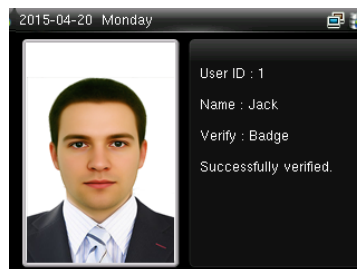 2015-04-20 Monday
User ID : 1
Name : Jack
Verify : Badge
Successfully verified.